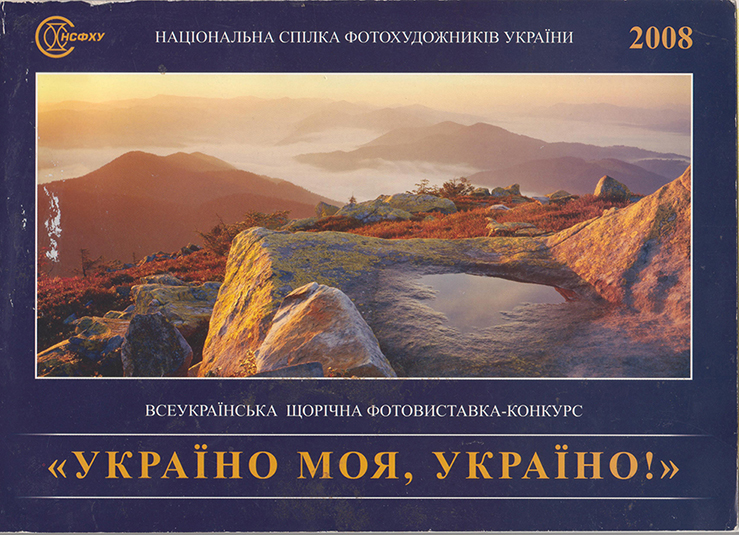 НСФХУ
НАЦІОНАЛЬНА СПІЛКА ФОТОХУДОЖНИКІВ УКРАЇНИ
2008
ВСЕУКРАЇНСЬКА ЩОРІЧНА ФОТОВИСТАВКА-КОНКУРС
«УКРАЇНО МОЯ, УКРАЇНО!»